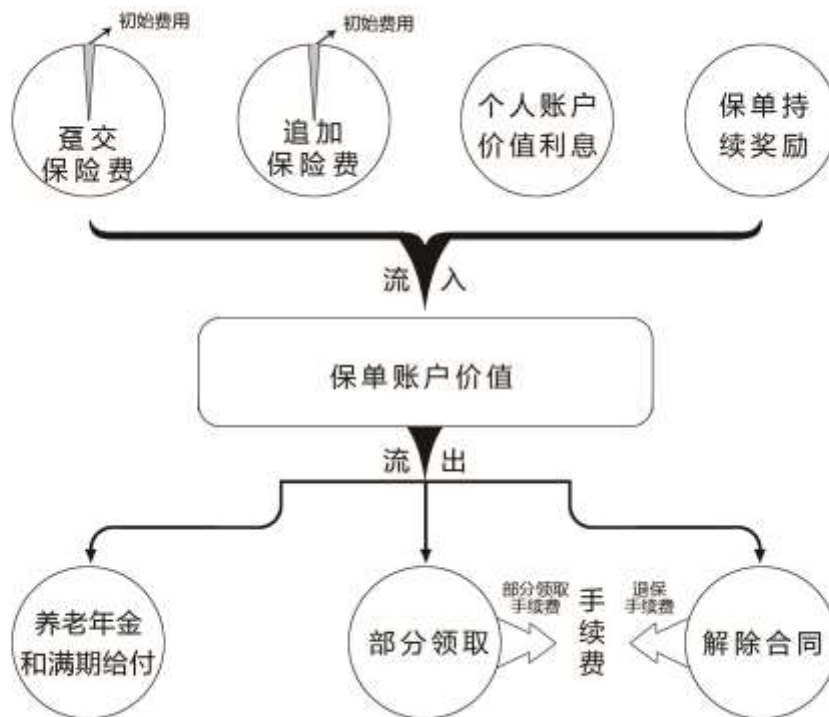 初始费用
初始费用
趸交
保险费
追加
保险费
个人账户
价值利息
保单持
续奖励
流入
保单账户价值
流出
养老年金
和满期给付
部分领取
部分领取
手续费
手续费
退保
手续费
解除合同